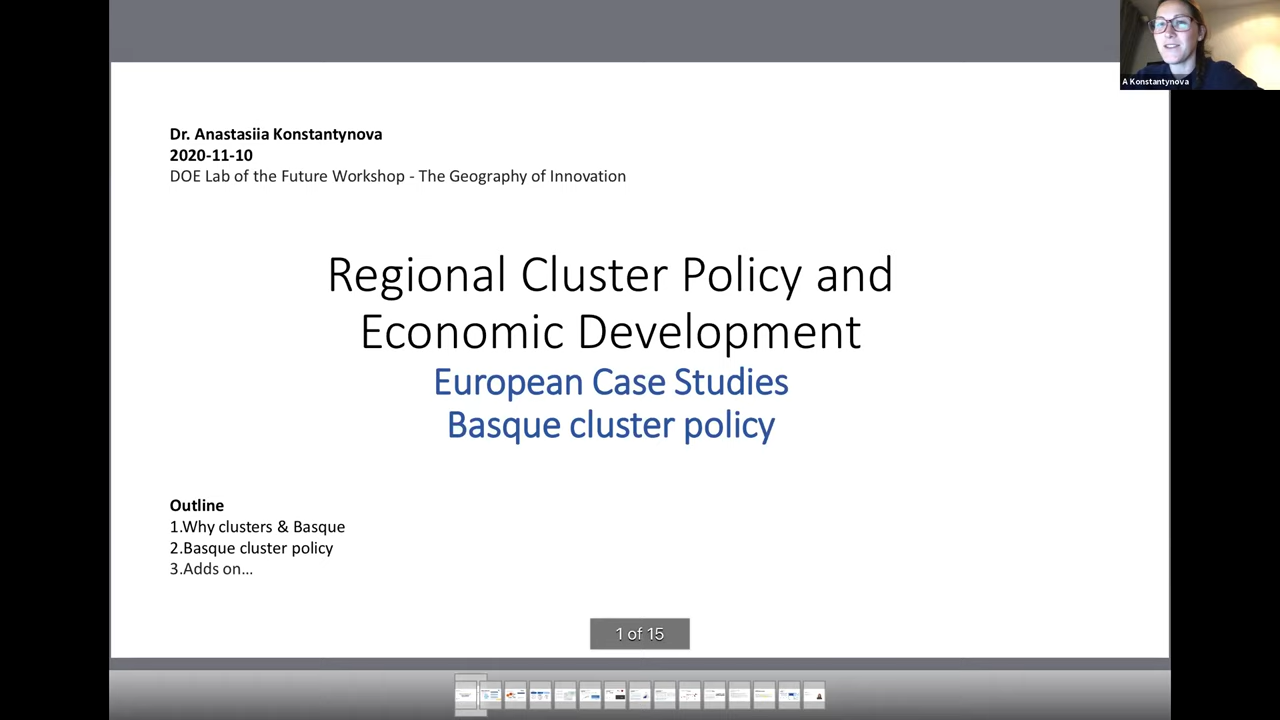 A Konstantynova
Dr. Anastasiia Konstantynova
2020-11-10
DOE Lab of the Future Workshop - The Geography of Innovation
Regional Cluster Policy and
Economic Development
European Case Studies
Basque cluster policy
Outline
1.Why clusters & Basque
2.Basque cluster policy
3.Adds on...
1 of 15